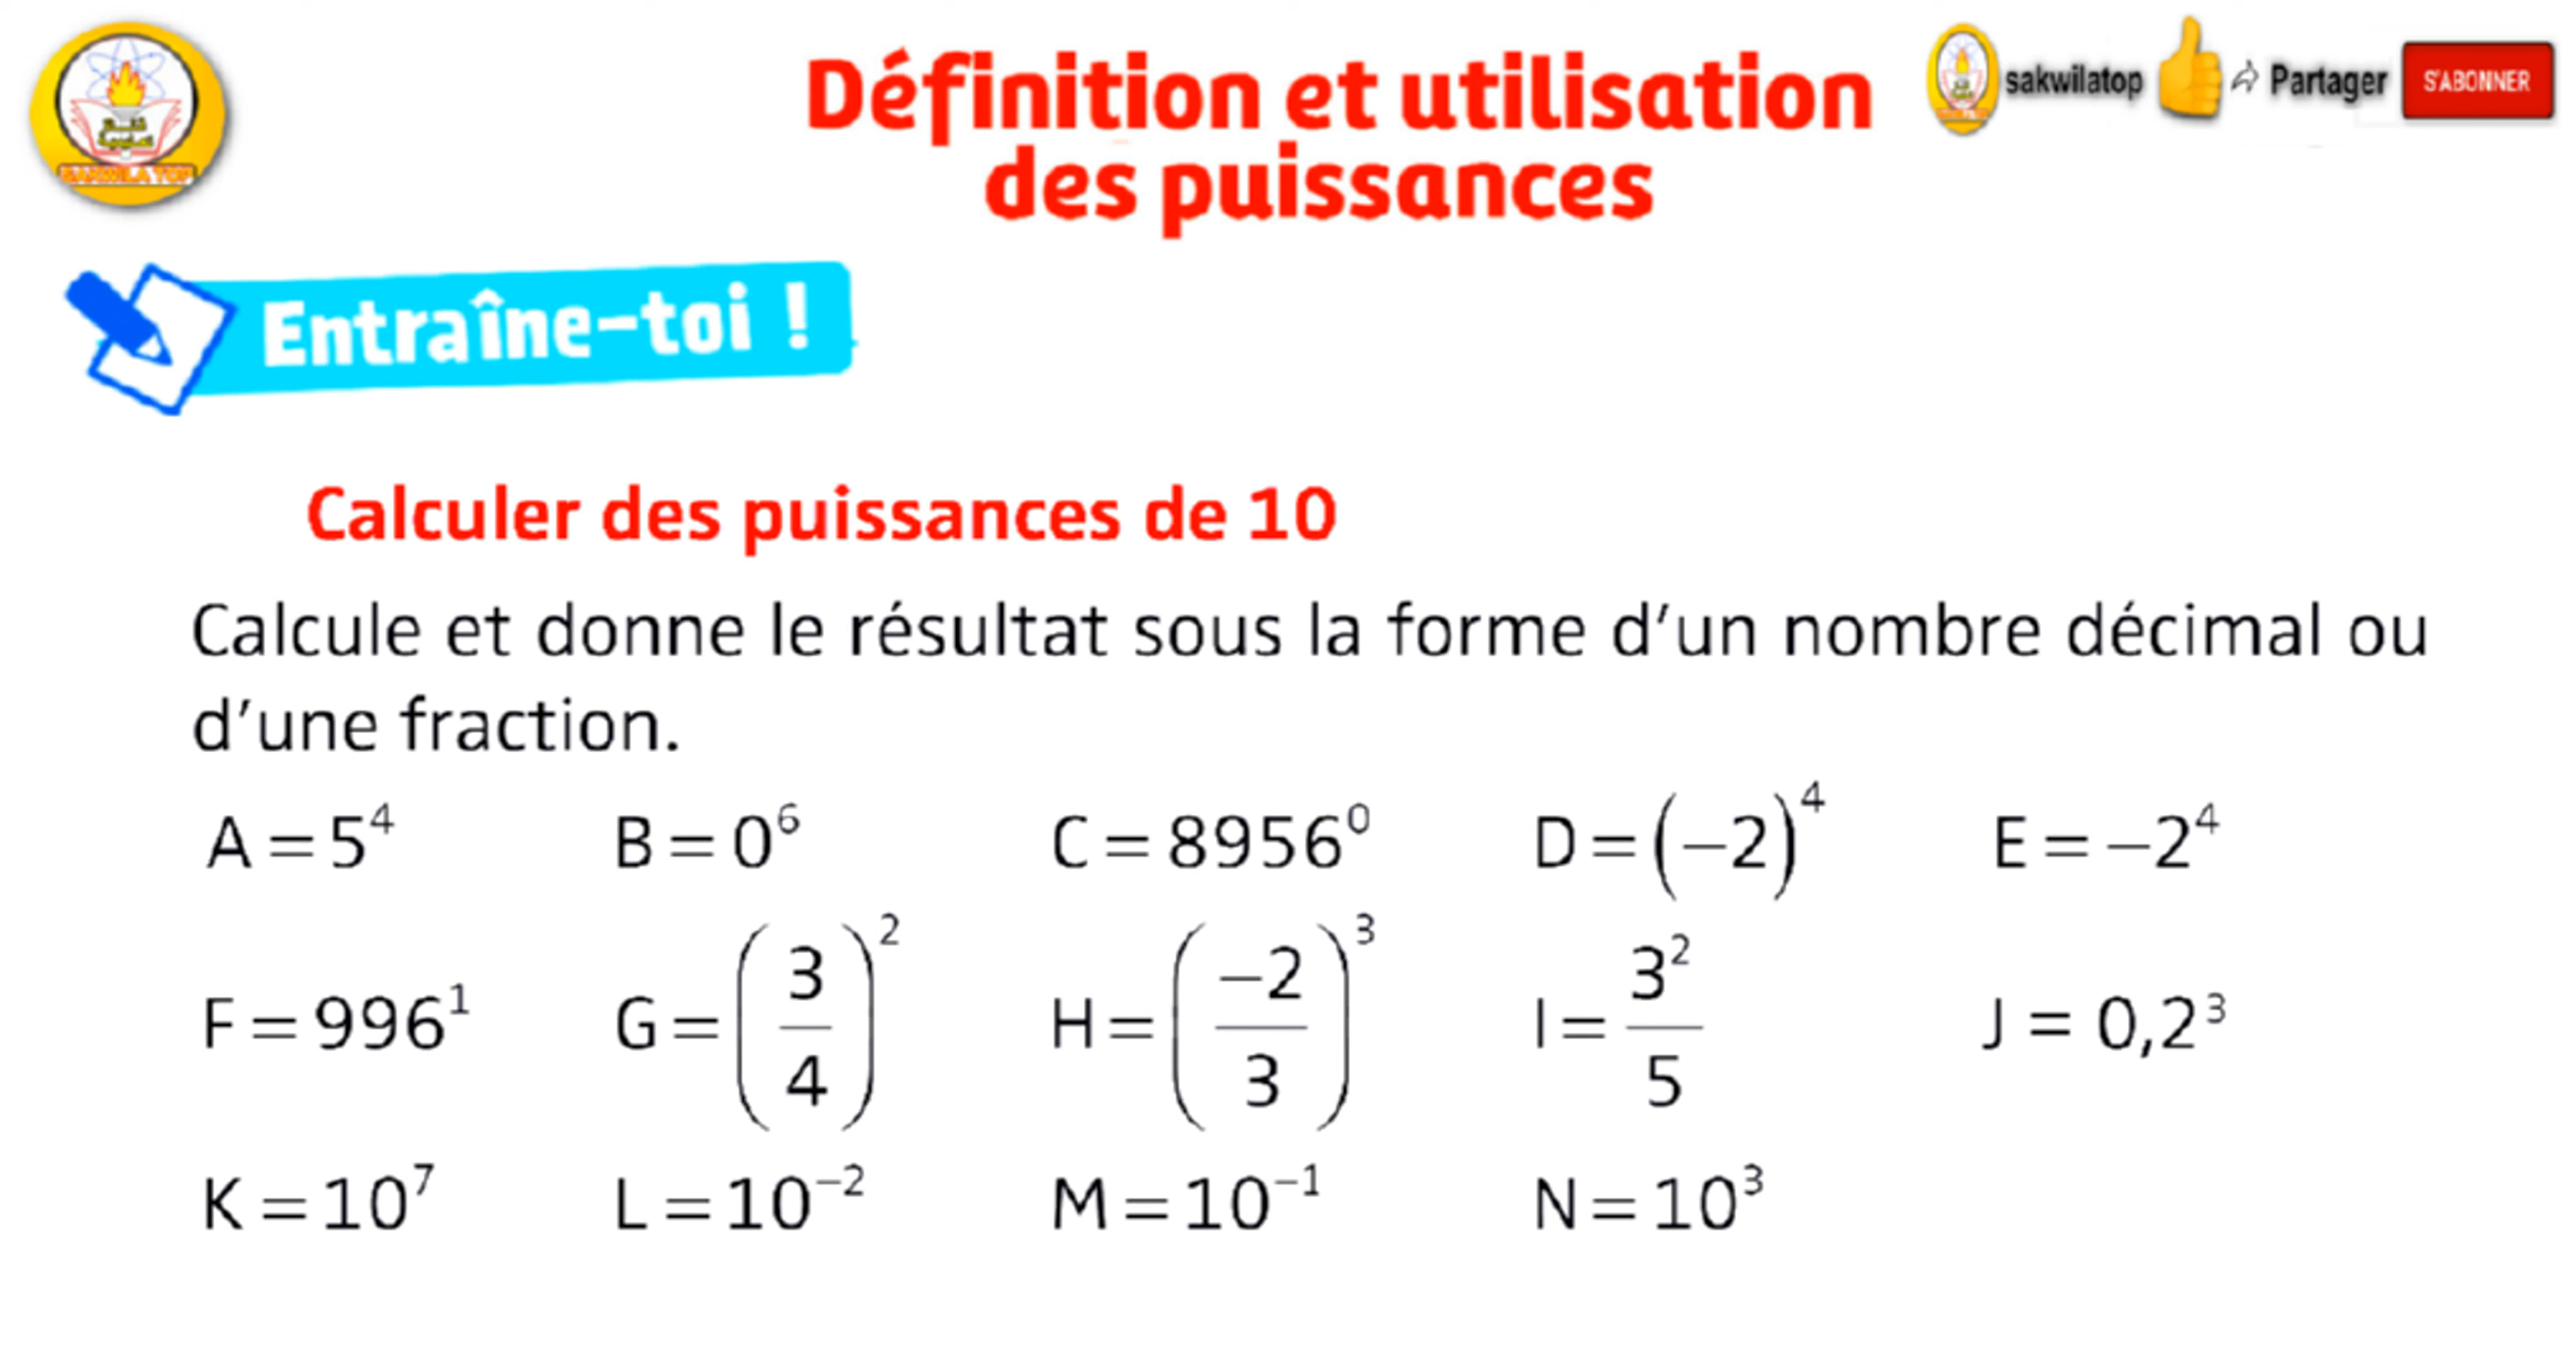 Définition et utilisation
des puissances
sakwilatop Partager S'ABONNER
SAKWILA TOP
Entraîne-toi !
Calculer des puissances de 10
Calcule et donne le résultat sous la forme d'un nombre décimal ou
d'une fraction.
A = 5⁴ B = 0⁶ C = 8956⁰ D = (−2)⁴ E = −2⁴
F = 996¹ G = (3/4)² H = (−2/3)³ I = 3²/5 J = 0,2³
K = 10⁷ L = 10⁻² M = 10⁻¹ N = 10³